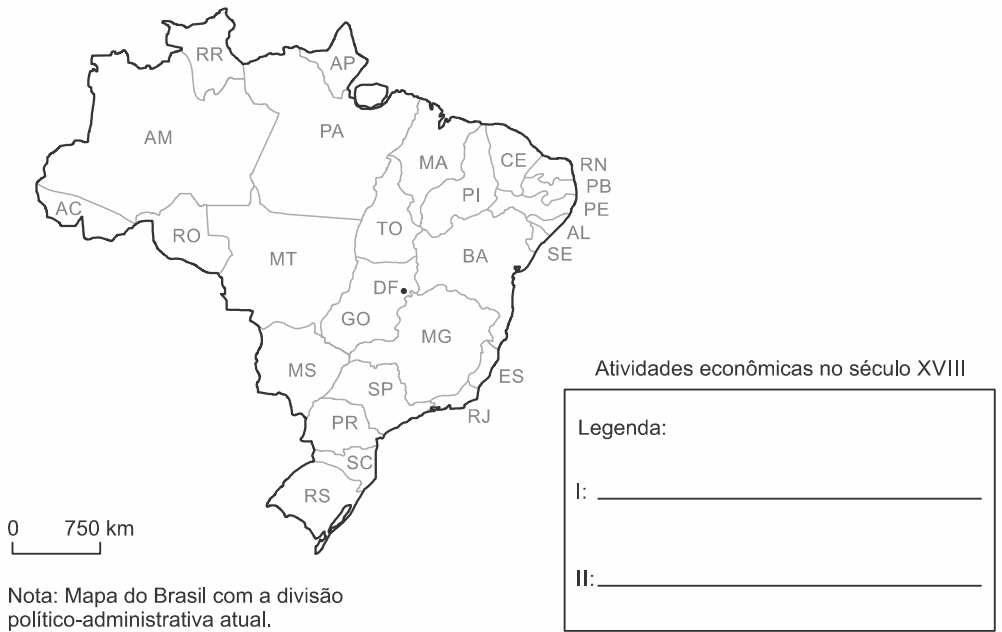 RR
AP
AM
PA
MA
CE
RN
PB
PE
AL
SE
PI
AC
RO
TO
BA
MT
DF
GO
MG
MS
SP
ES
RJ
PR
SC
RS
0 750 km
Nota: Mapa do Brasil com a divisão
político-administrativa atual.
Atividades econômicas no século XVIII
Legenda:
I:
II: